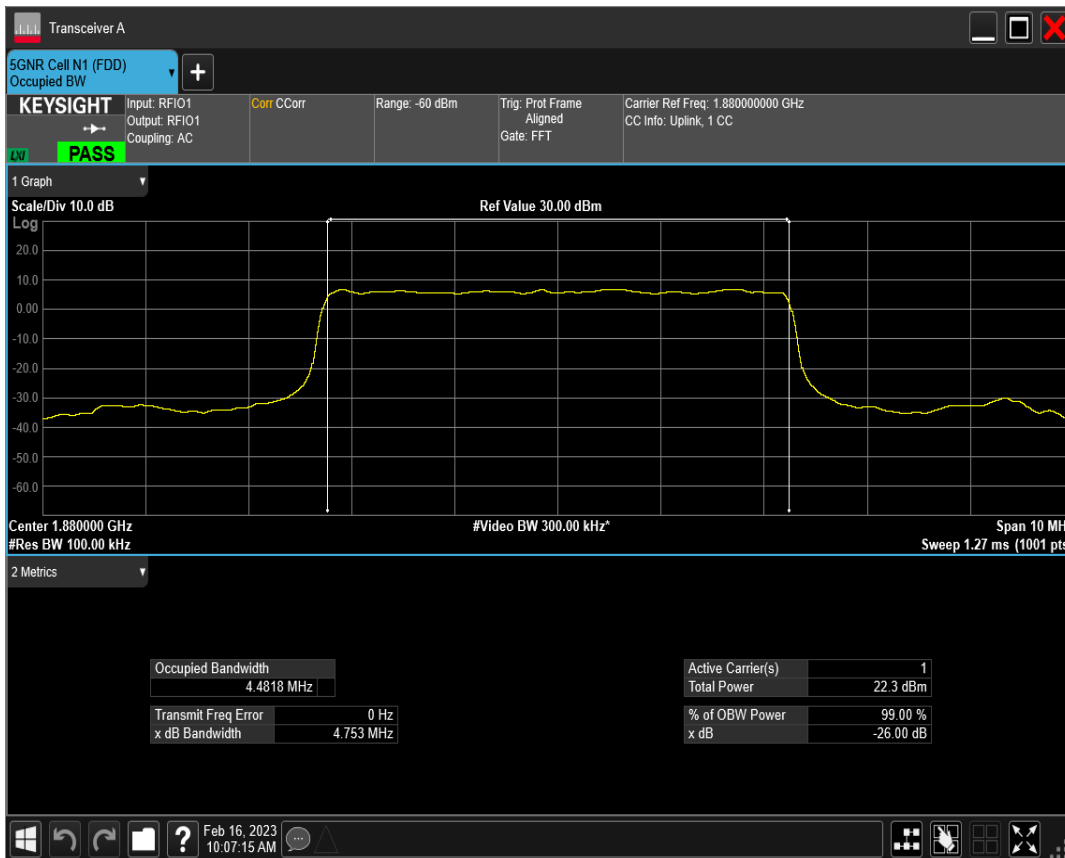 Transceiver A
5GNR Cell N1 (FDD)
Occupied BW
+
KEYSIGHT
LXI
PASS
Input: RFIO1
Output: RFIO1
Coupling: AC
Corr CCorr
Range: -60 dBm
Trig: Prot Frame
Aligned
Gate: FFT
Carrier Ref Freq: 1.880000000 GHz
CC Info: Uplink, 1 CC
1 Graph
Scale/Div 10.0 dB
Ref Value 30.00 dBm
Log
20.0
10.0
0.00
-10.0
-20.0
-30.0
-40.0
-50.0
-60.0
Center 1.880000 GHz
#Video BW 300.00 kHz*
Span 10 MH
#Res BW 100.00 kHz
Sweep 1.27 ms (1001 pts
2 Metrics
Occupied Bandwidth
4.4818 MHz
Transmit Freq Error 0 Hz
x dB Bandwidth 4.753 MHz
Active Carrier(s) 1
Total Power 22.3 dBm
% of OBW Power 99.00 %
x dB -26.00 dB
?
Feb 16, 2023
10:07:15 AM